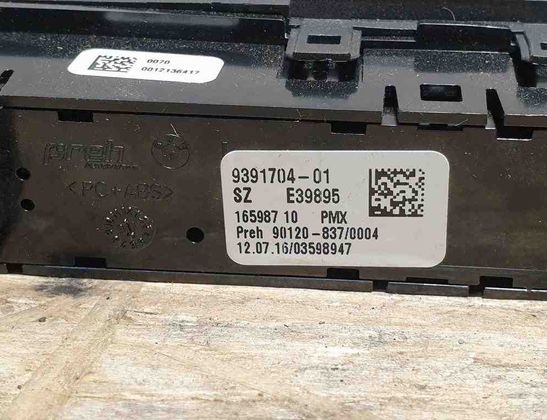 0070
0012136417
preh
<PC+ABS>
9391704-01
SZ E39895
165987 10 PMX
Preh 90120-837/0004
12.07.16/03598947